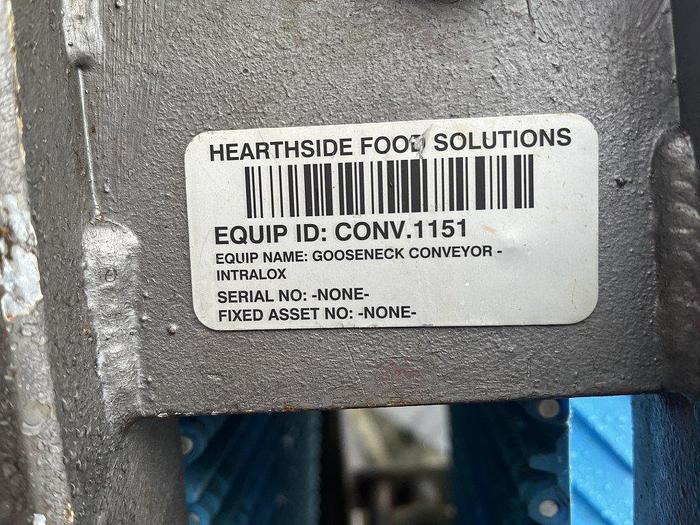 HEARTHSIDE FOOD SOLUTIONS
EQUIP ID: CONV.1151
EQUIP NAME: GOOSENECK CONVEYOR -
INTRALOX
SERIAL NO: -NONE-
FIXED ASSET NO: -NONE-